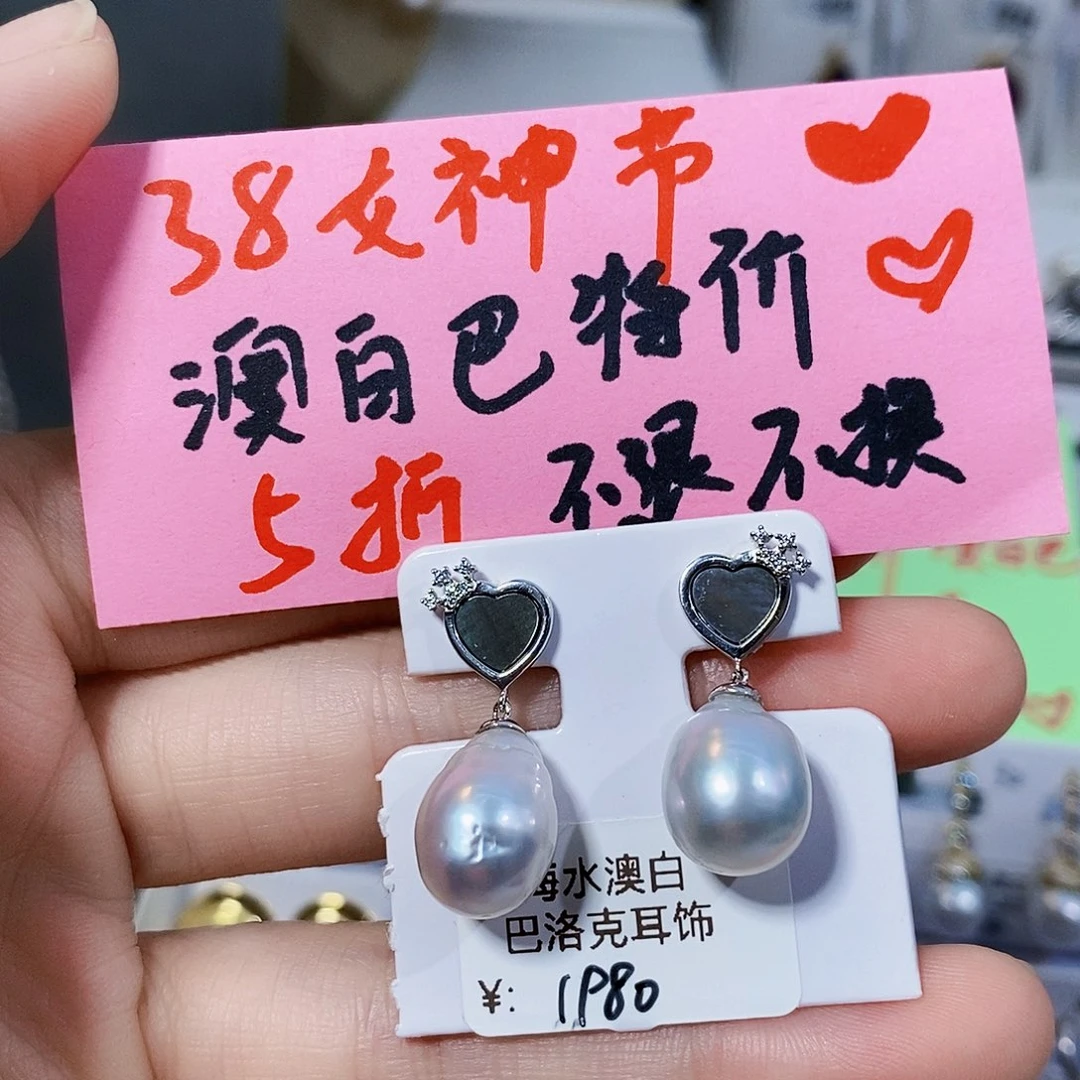 38女神节
澳白巴特价
5折 不退不换
海水澳白
巴洛克耳饰
¥: 1980